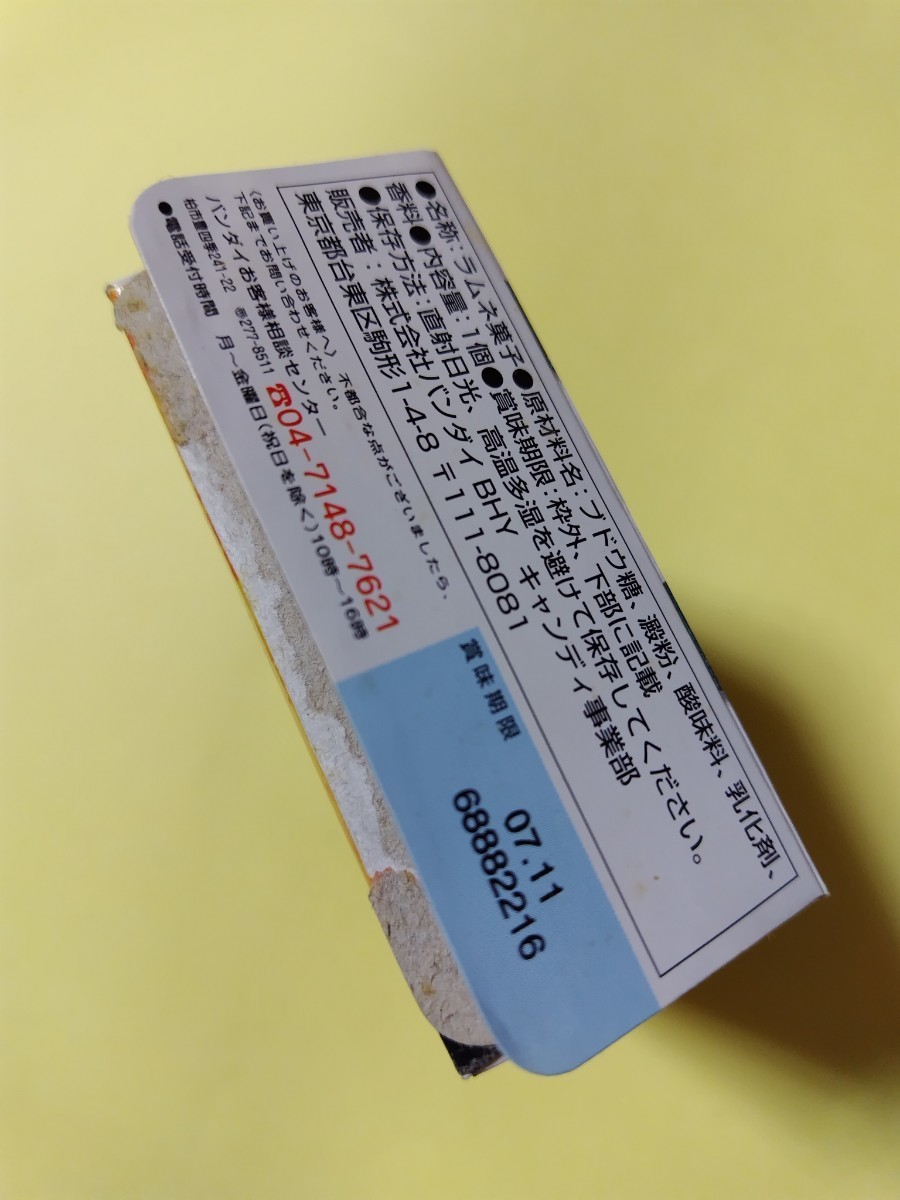 ●名称：ラムネ菓子●原材料名：ブドウ糖、澱粉、酸味料、乳化剤、
香料●内容量：1個●賞味期限：枠外、下部に記載
●保存方法：直射日光、高温多湿を避けて保存してください。
販売者：株式会社バンダイ BHY キャンディ事業部
東京都台東区駒形1-4-8 〒111-8081
〈お買い上げのお客様へ〉不都合な点がございましたら、
下記までお問い合わせください。
バンダイお客様相談センター
柏市豊四季241-22 〠277-8511 ☎04-7148-7621
●電話受付時間 月〜金曜日(祝日を除く)10時〜16時
賞味期限
07.11
68882216